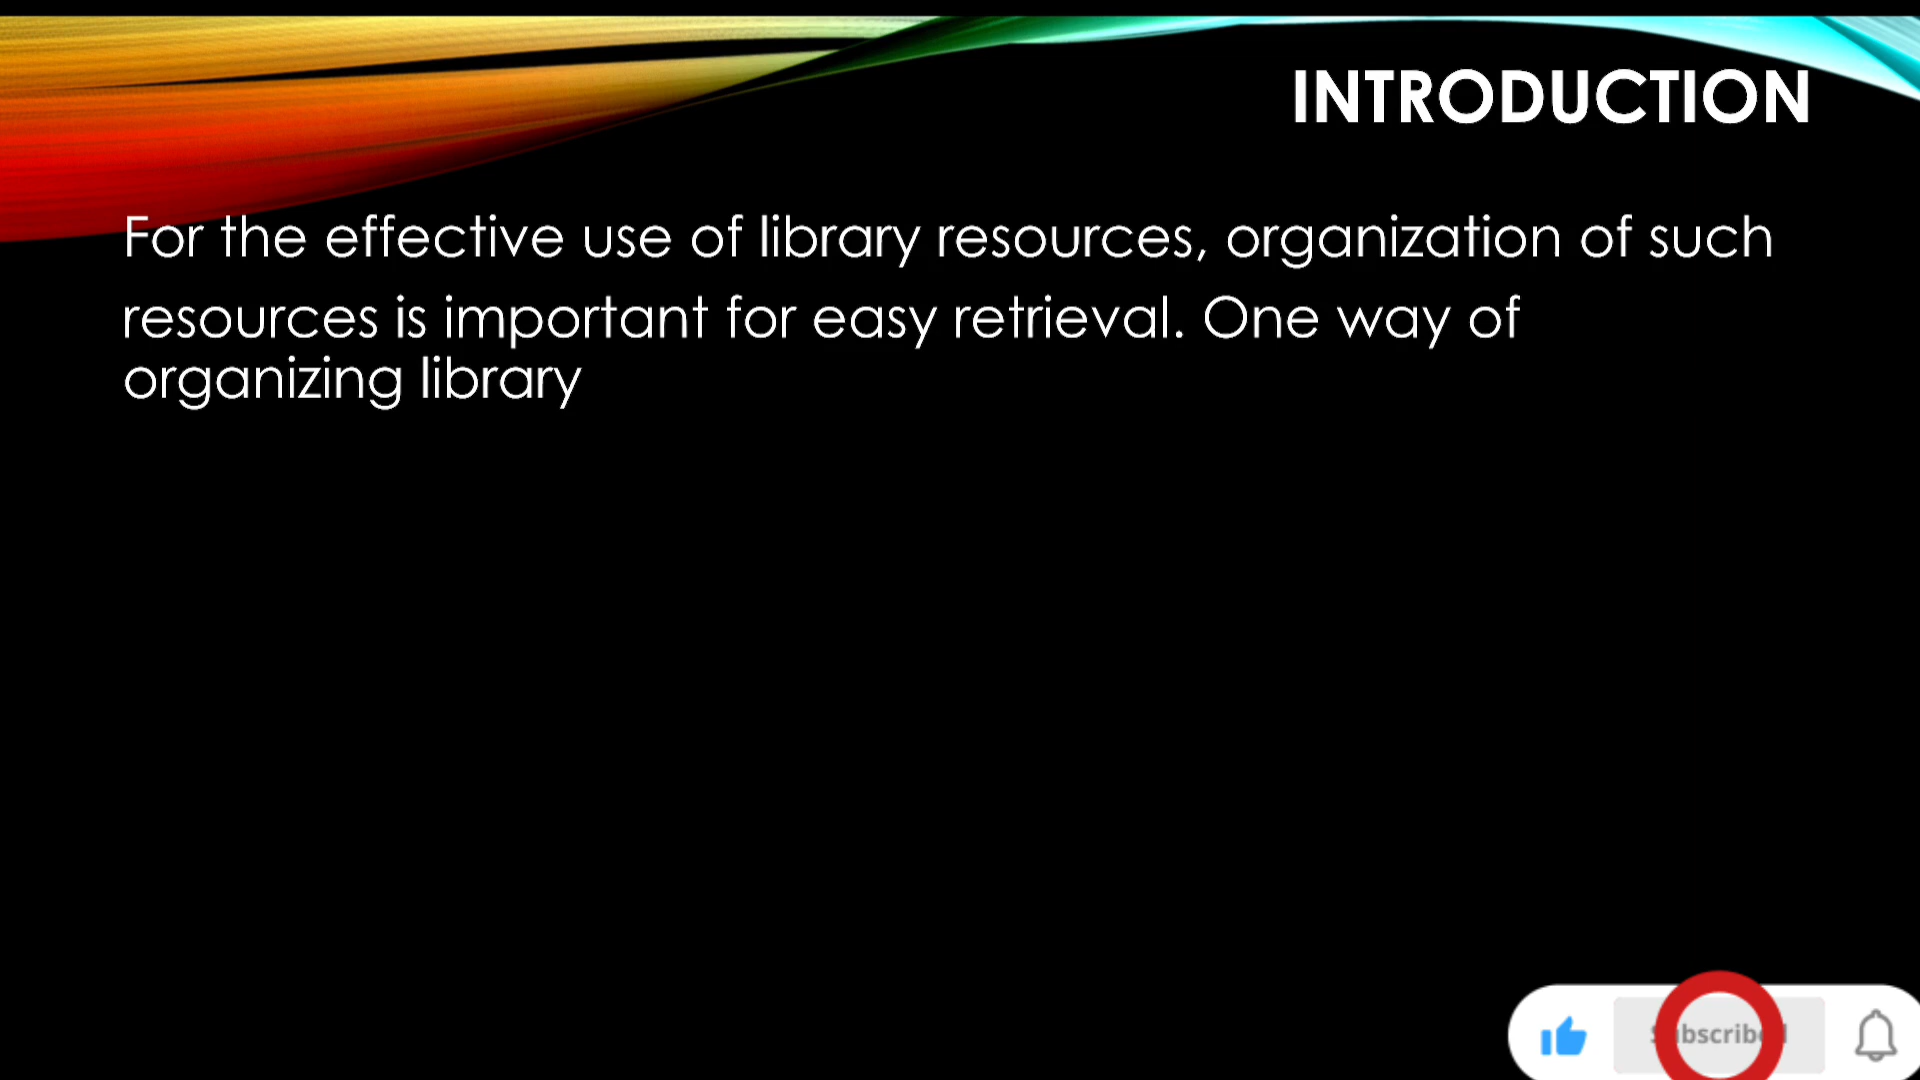 INTRODUCTION
For the effective use of library resources, organization of such
resources is important for easy retrieval. One way of
organizing library
Subscribed